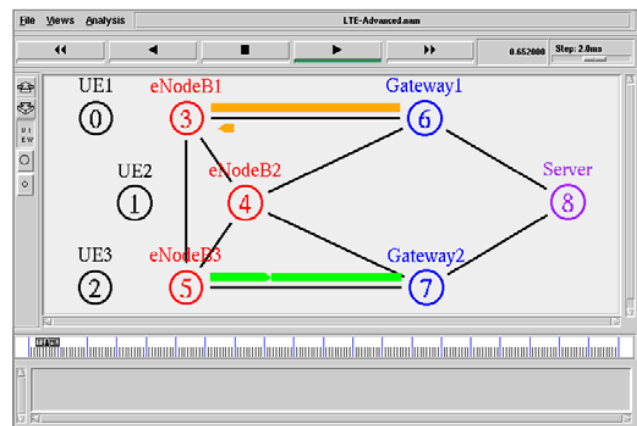 File Views Analysis LTE-Advanced.nam
0.652000 Step: 2.0ms
UE1 eNodeB1 Gateway1
0 3 6
UE2 eNodeB2 Server
1 4 8
UE3 eNodeB3 Gateway2
2 5 7